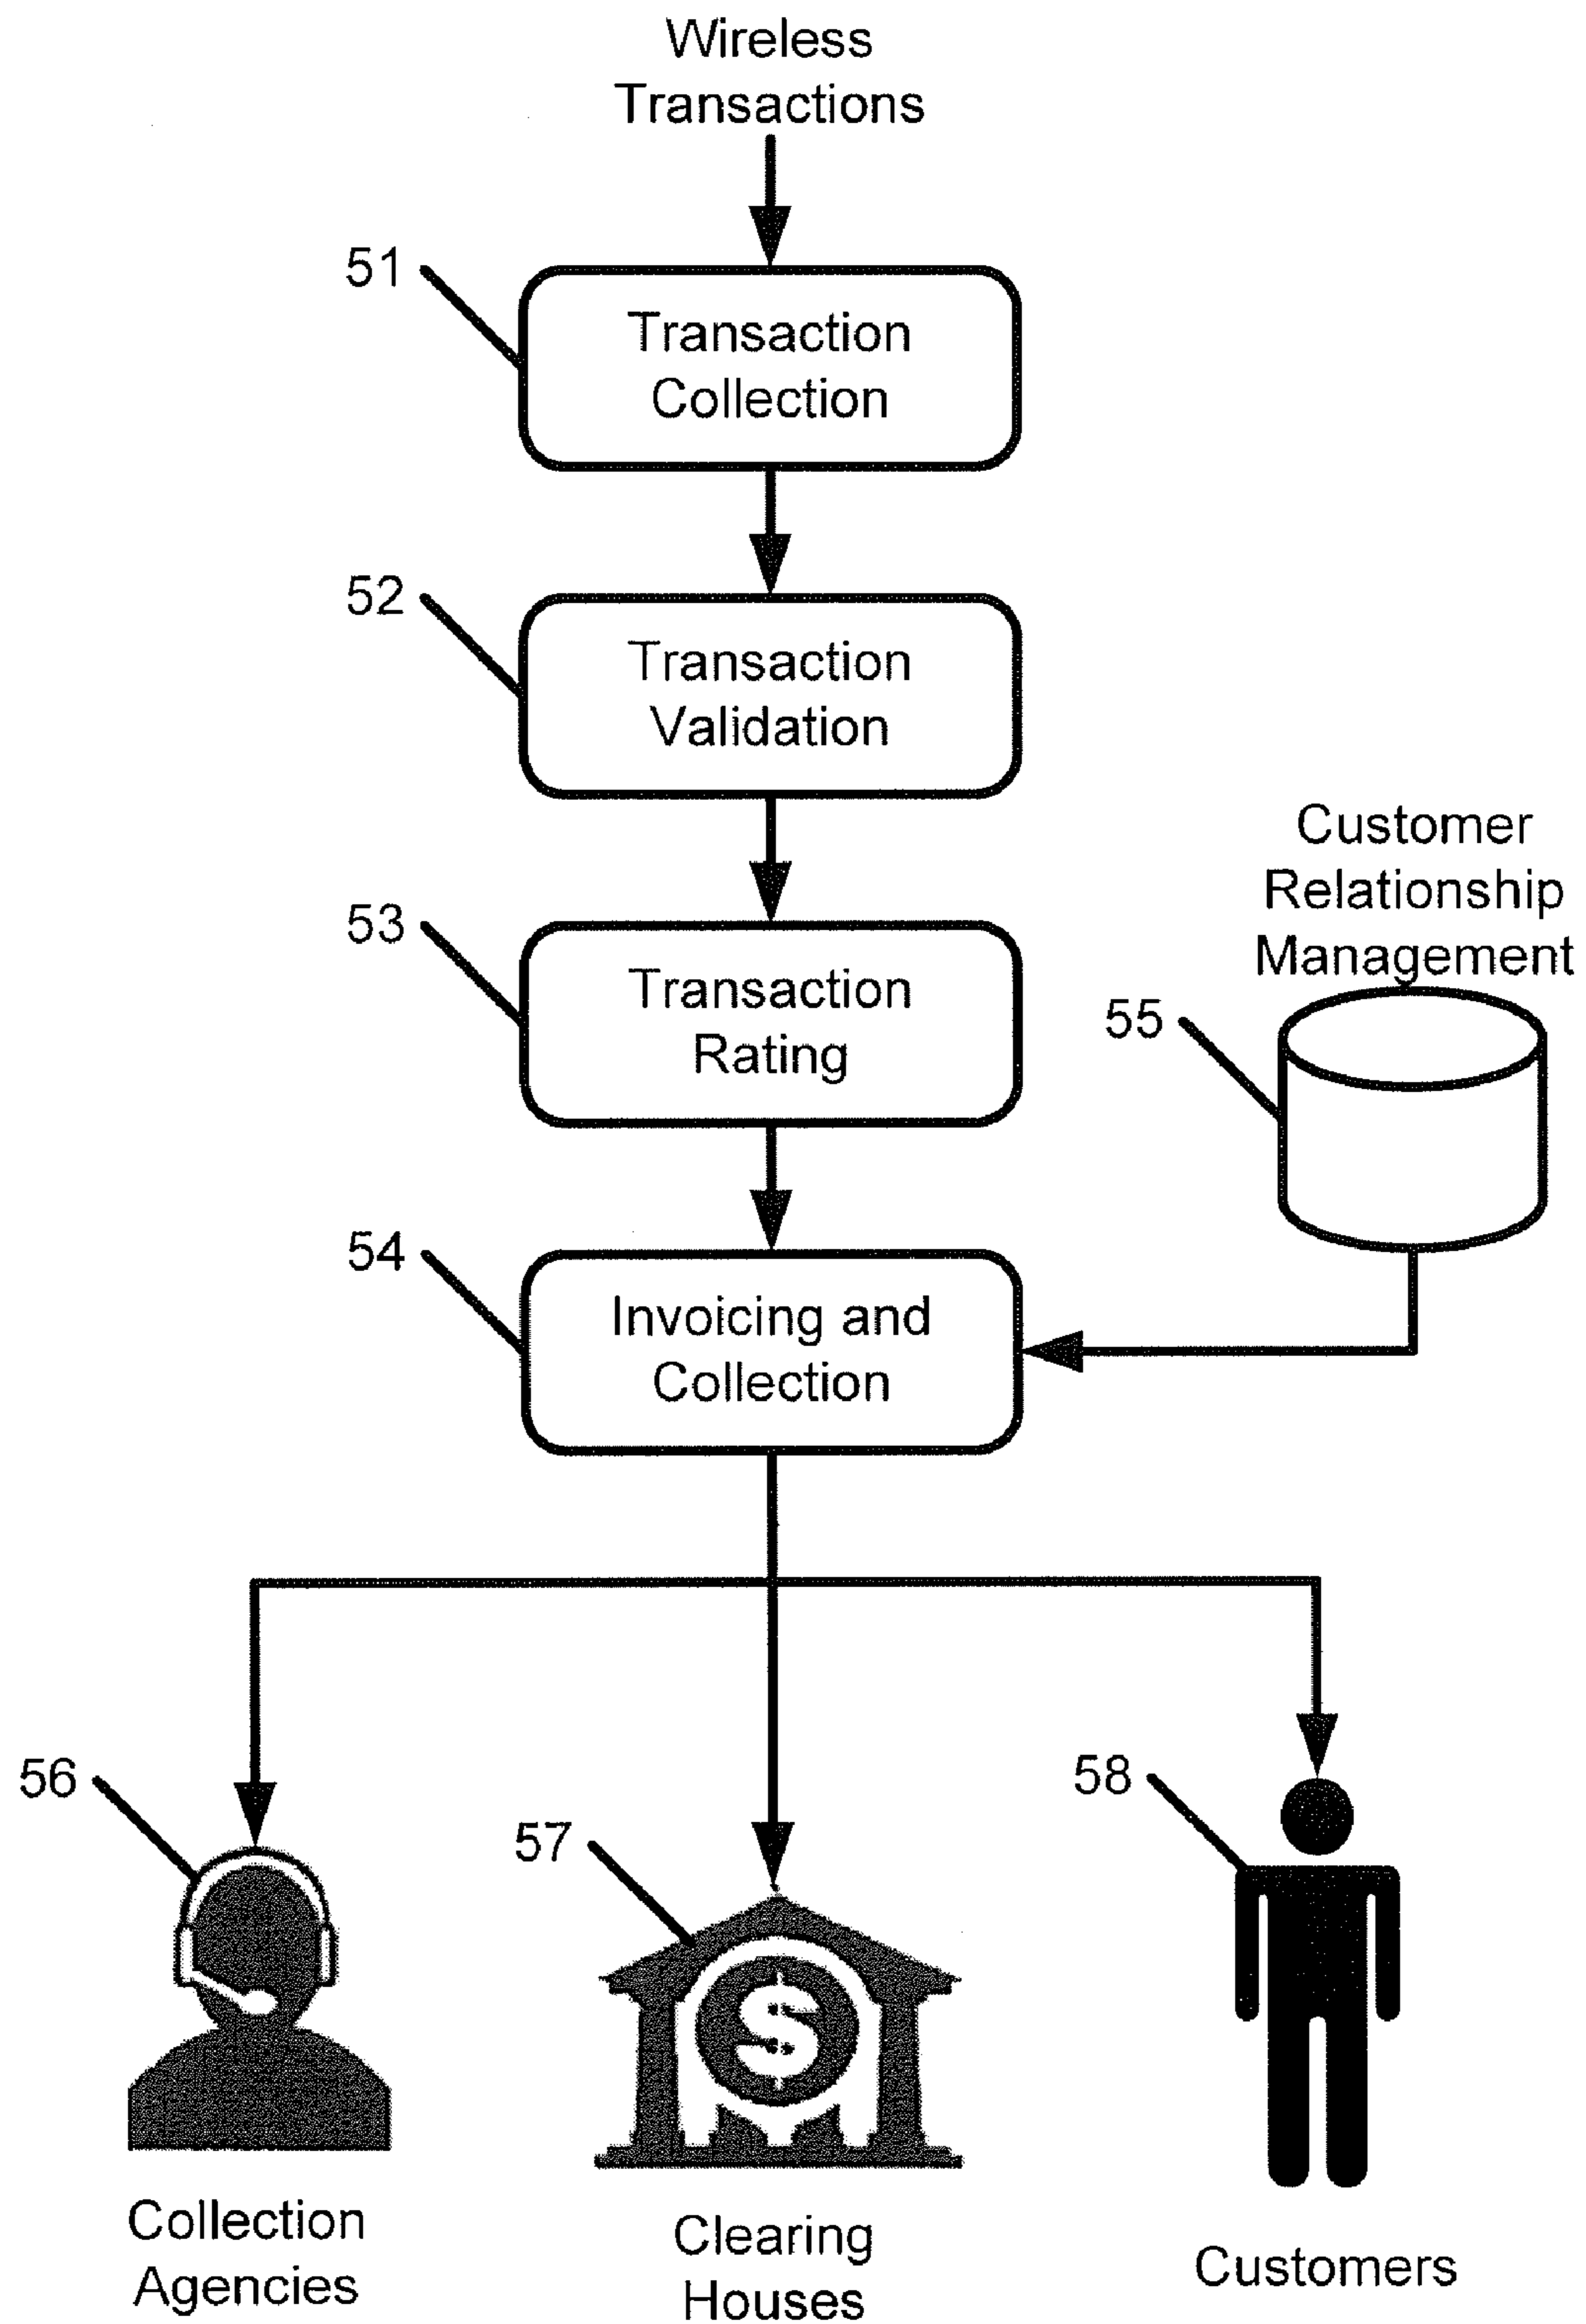 Wireless
Transactions
51
Transaction
Collection
52
Transaction
Validation
53
Transaction
Rating
Customer
Relationship
Management
55
54
Invoicing and
Collection
56
57
58
$
Collection
Agencies
Clearing
Houses
Customers